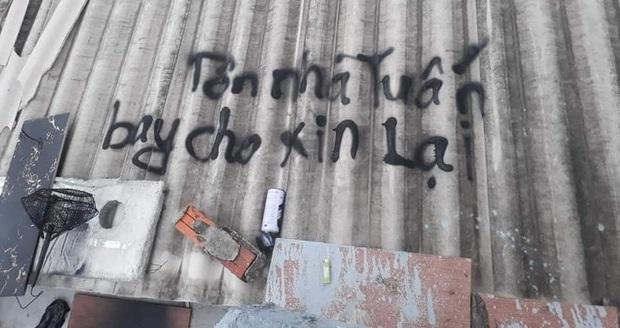 Tôn nhà Tuấn
bay cho xin Lại